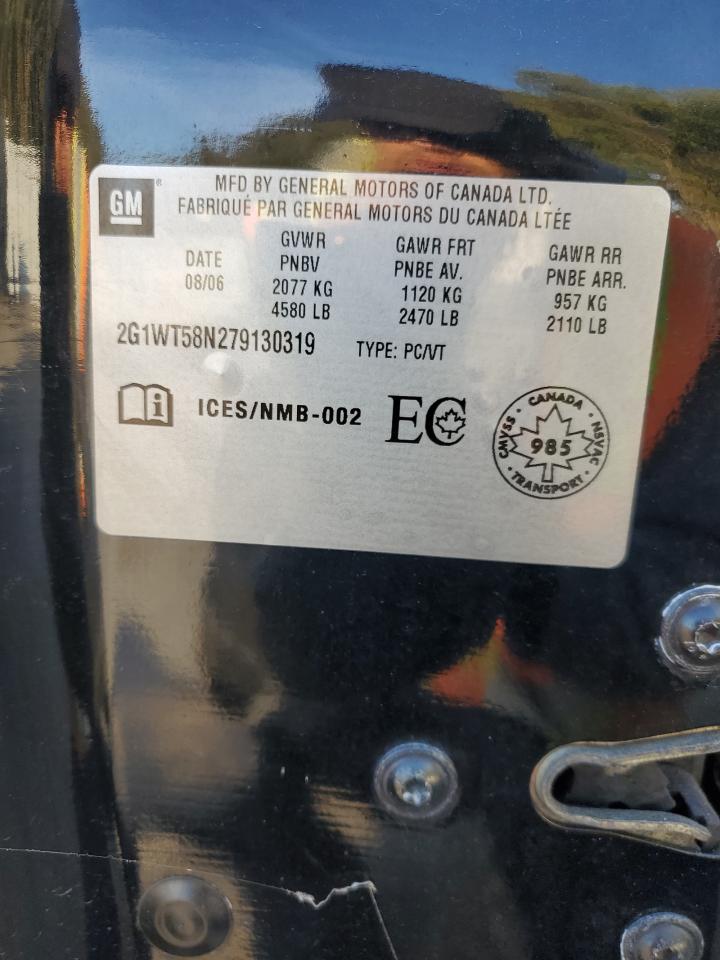 GM ®
MFD BY GENERAL MOTORS OF CANADA LTD.
FABRIQUÉ PAR GENERAL MOTORS DU CANADA LTÉE
DATE
08/06
GVWR
PNBV
2077 KG
4580 LB
GAWR FRT
PNBE AV.
1120 KG
2470 LB
GAWR RR
PNBE ARR.
957 KG
2110 LB
2G1WT58N279130319 TYPE: PC/VT
i ICES/NMB-002 EC
CANADA
CMVSS
985
NSVAC
TRANSPORT